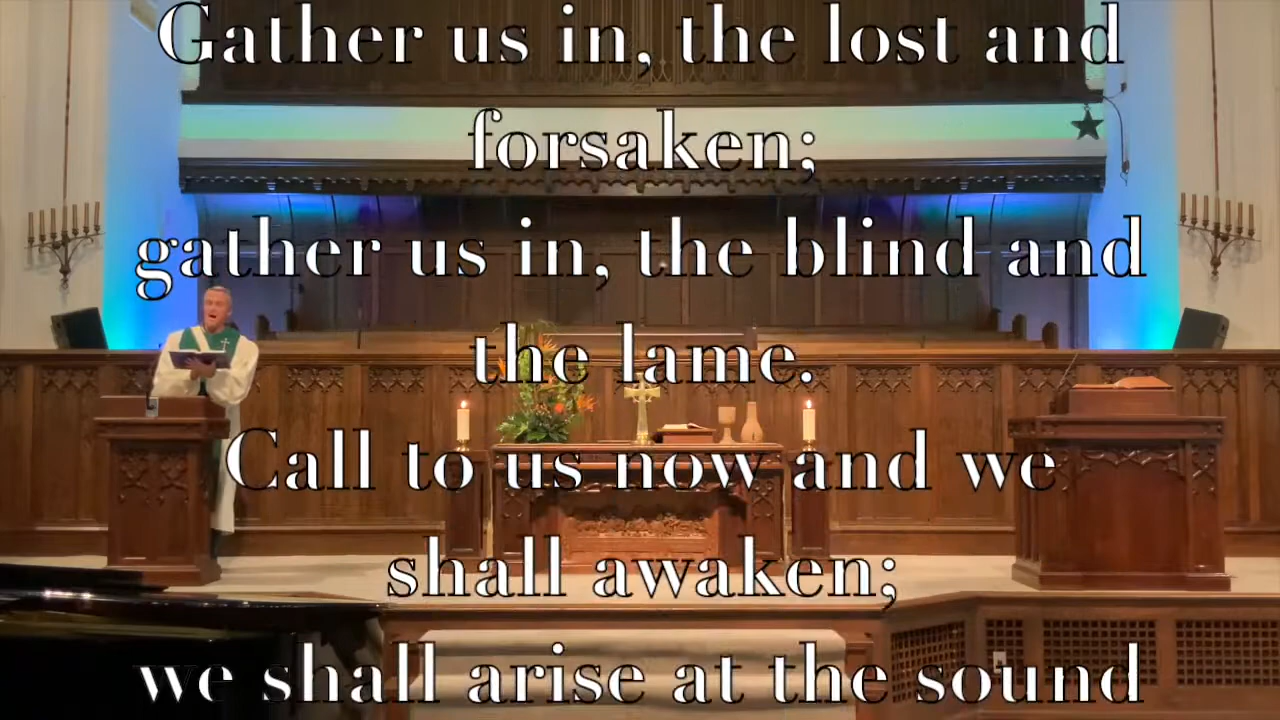 Gather us in, the lost and
forsaken;
gather us in, the blind and
the lame.
Call to us now and we
shall awaken;
we shall arise at the sound